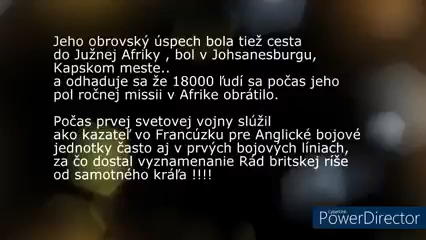 Jeho obrovský úspech bola tiež cesta
do Južnej Afriky , bol v Johsanesburgu,
Kapskom meste..
a odhaduje sa že 18000 ľudí sa počas jeho
pol ročnej missii v Afrike obrátilo.
Počas prvej svetovej vojny slúžil
ako kazateľ vo Francúzku pre Anglické bojové
jednotky často aj v prvých bojových líniach,
za čo dostal vyznamenanie Rád britskej ríše
od samotného kráľa !!!!
CyberLink
PowerDirector